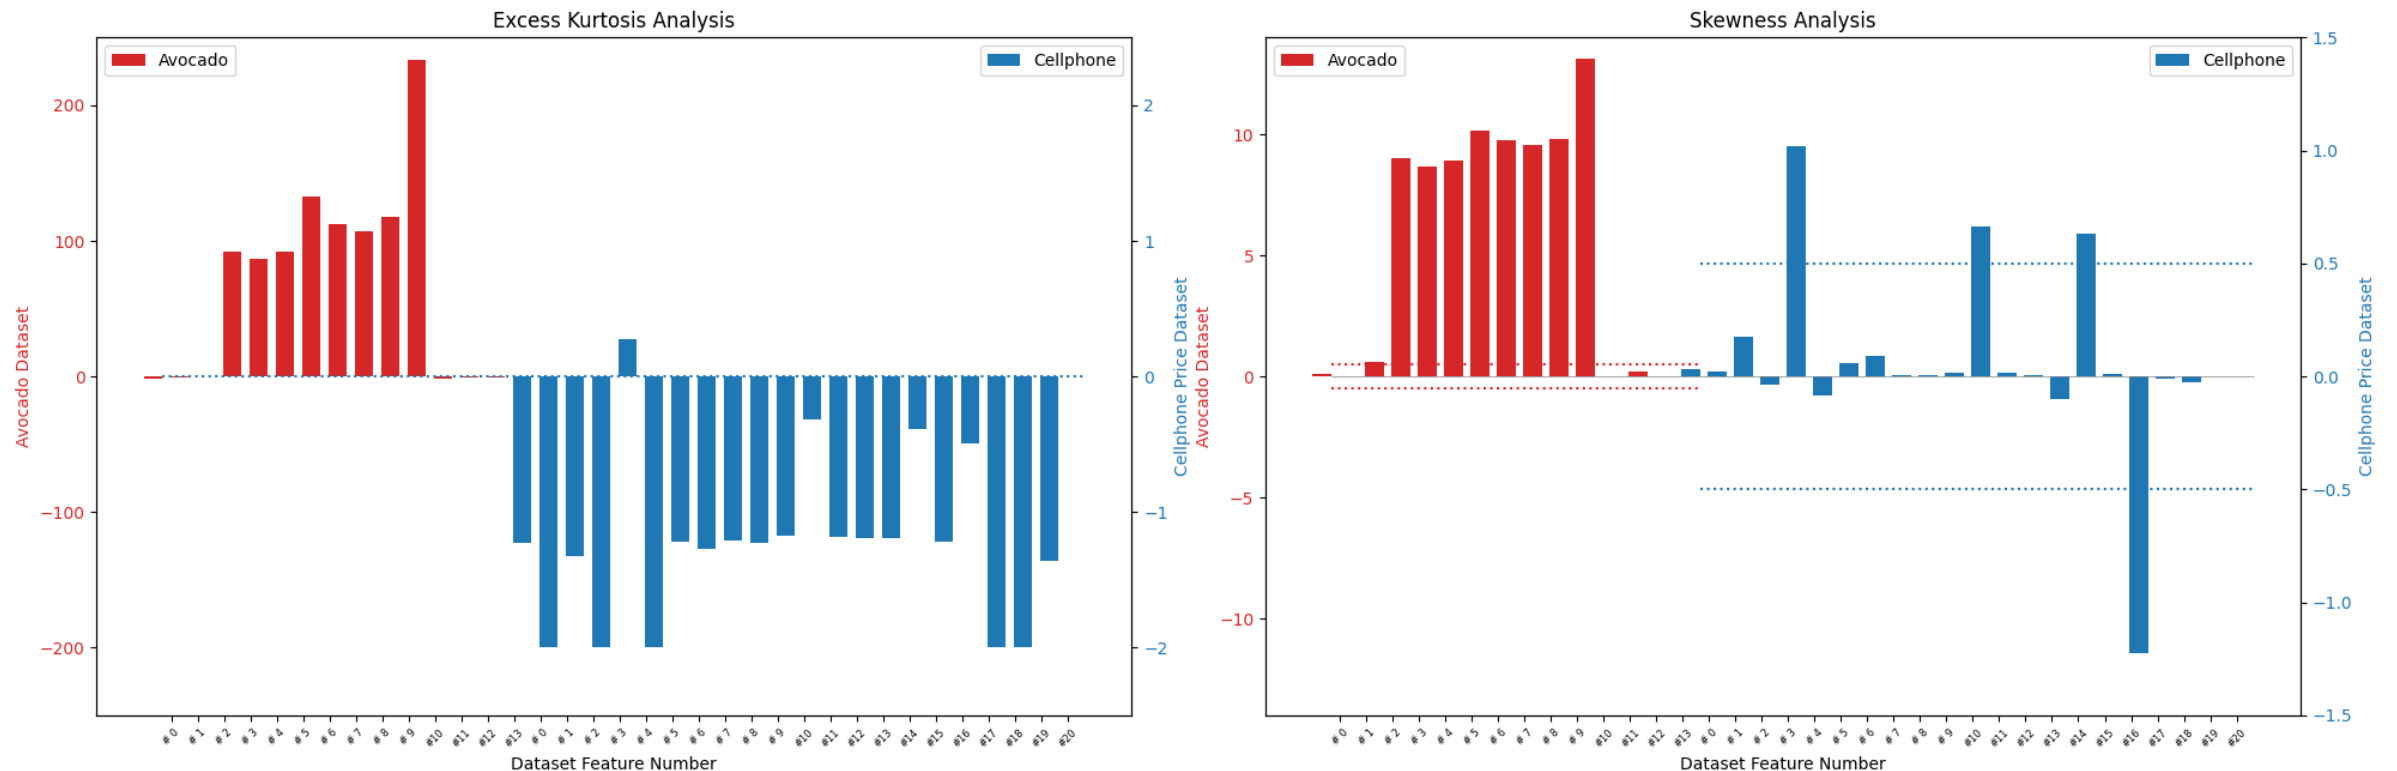 Excess Kurtosis Analysis
Avocado
Cellphone
200
100
0
−100
−200
Avocado Dataset
2
1
0
−1
−2
Cellphone Price Dataset
# 0 # 1 # 2 # 3 # 4 # 5 # 6 # 7 # 8 # 9 #10 #11 #12 #13 # 0 # 1 # 2 # 3 # 4 # 5 # 6 # 7 # 8 # 9 #10 #11 #12 #13 #14 #15 #16 #17 #18 #19 #20
Dataset Feature Number
Skewness Analysis
Avocado
Cellphone
10
5
0
−5
−10
Avocado Dataset
1.5
1.0
0.5
0.0
−0.5
−1.0
−1.5
Cellphone Price Dataset
# 0 # 1 # 2 # 3 # 4 # 5 # 6 # 7 # 8 # 9 #10 #11 #12 #13 # 0 # 1 # 2 # 3 # 4 # 5 # 6 # 7 # 8 # 9 #10 #11 #12 #13 #14 #15 #16 #17 #18 #19 #20
Dataset Feature Number